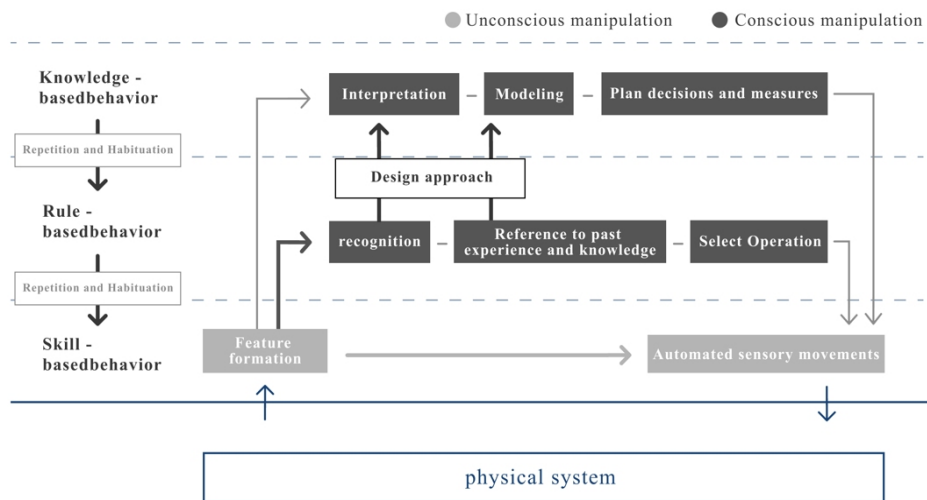 Unconscious manipulation
Conscious manipulation
Knowledge -
basedbehavior
Interpretation
Modeling
Plan decisions and measures
Repetition and Habituation
Design approach
Rule -
basedbehavior
recognition
Reference to past
experience and knowledge
Select Operation
Repetition and Habituation
Skill -
basedbehavior
Feature
formation
Automated sensory movements
physical system